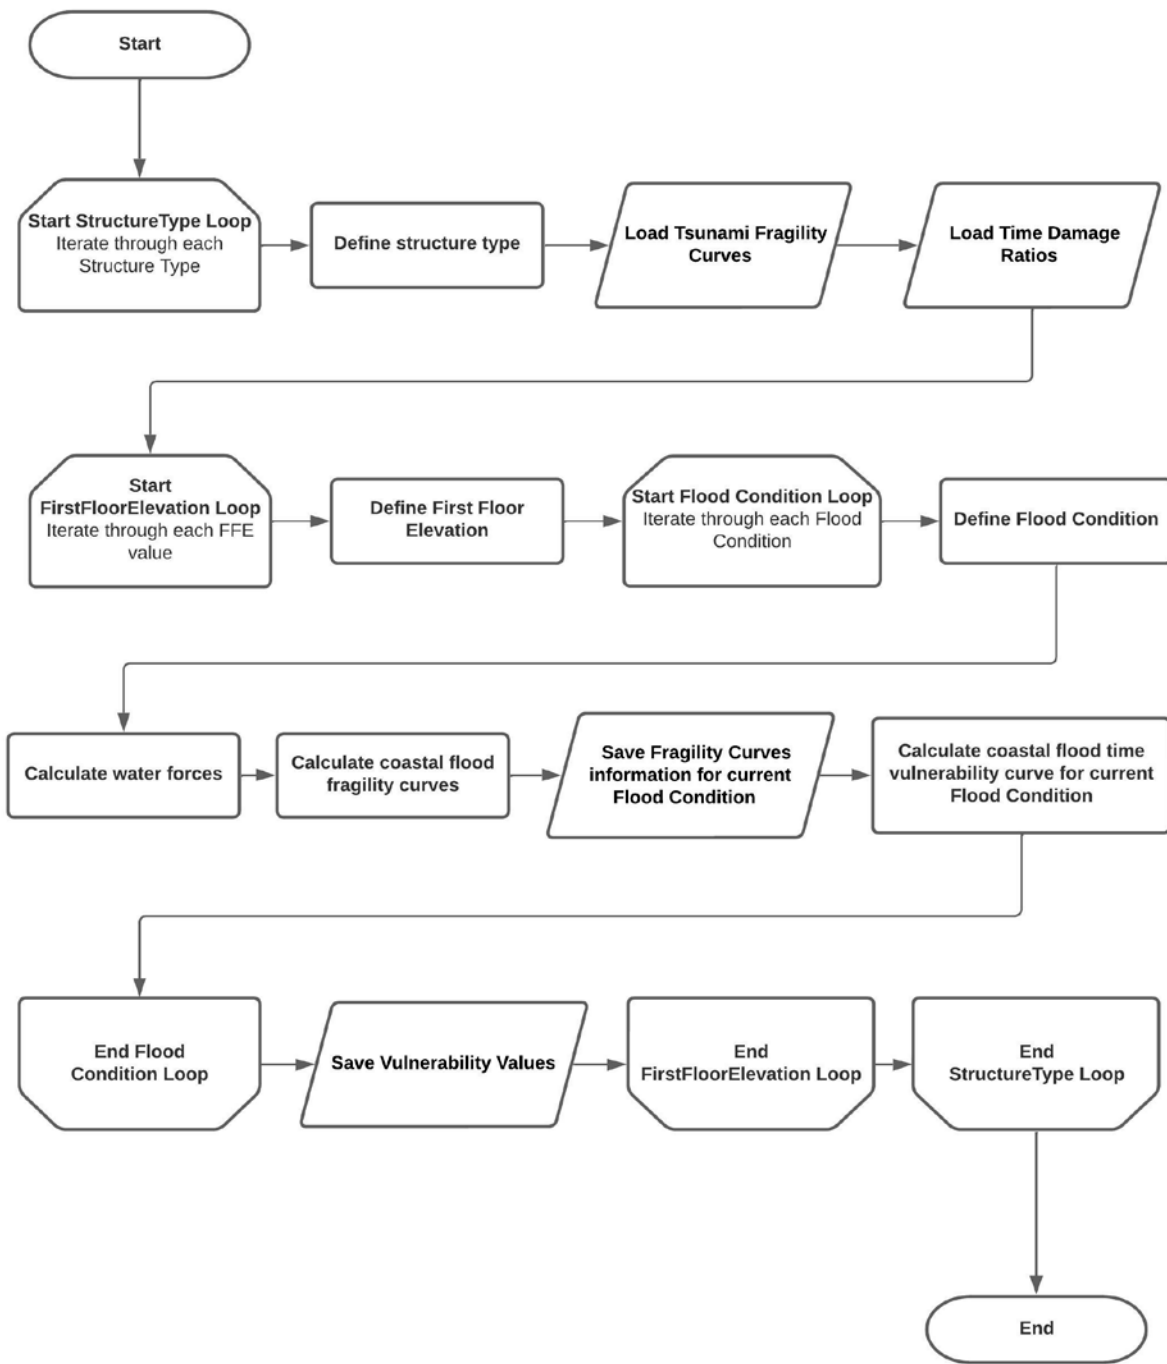 Start
Start StructureType Loop
Iterate through each
Structure Type
Define structure type
Load Tsunami Fragility
Curves
Load Time Damage
Ratios
Start
FirstFloorElevation Loop
Iterate through each FFE
value
Define First Floor
Elevation
Start Flood Condition Loop
Iterate through each Flood
Condition
Define Flood Condition
Calculate water forces
Calculate coastal flood
fragility curves
Save Fragility Curves
information for current
Flood Condition
Calculate coastal flood time
vulnerability curve for current
Flood Condition
End Flood
Condition Loop
Save Vulnerability Values
End
FirstFloorElevation Loop
End
StructureType Loop
End